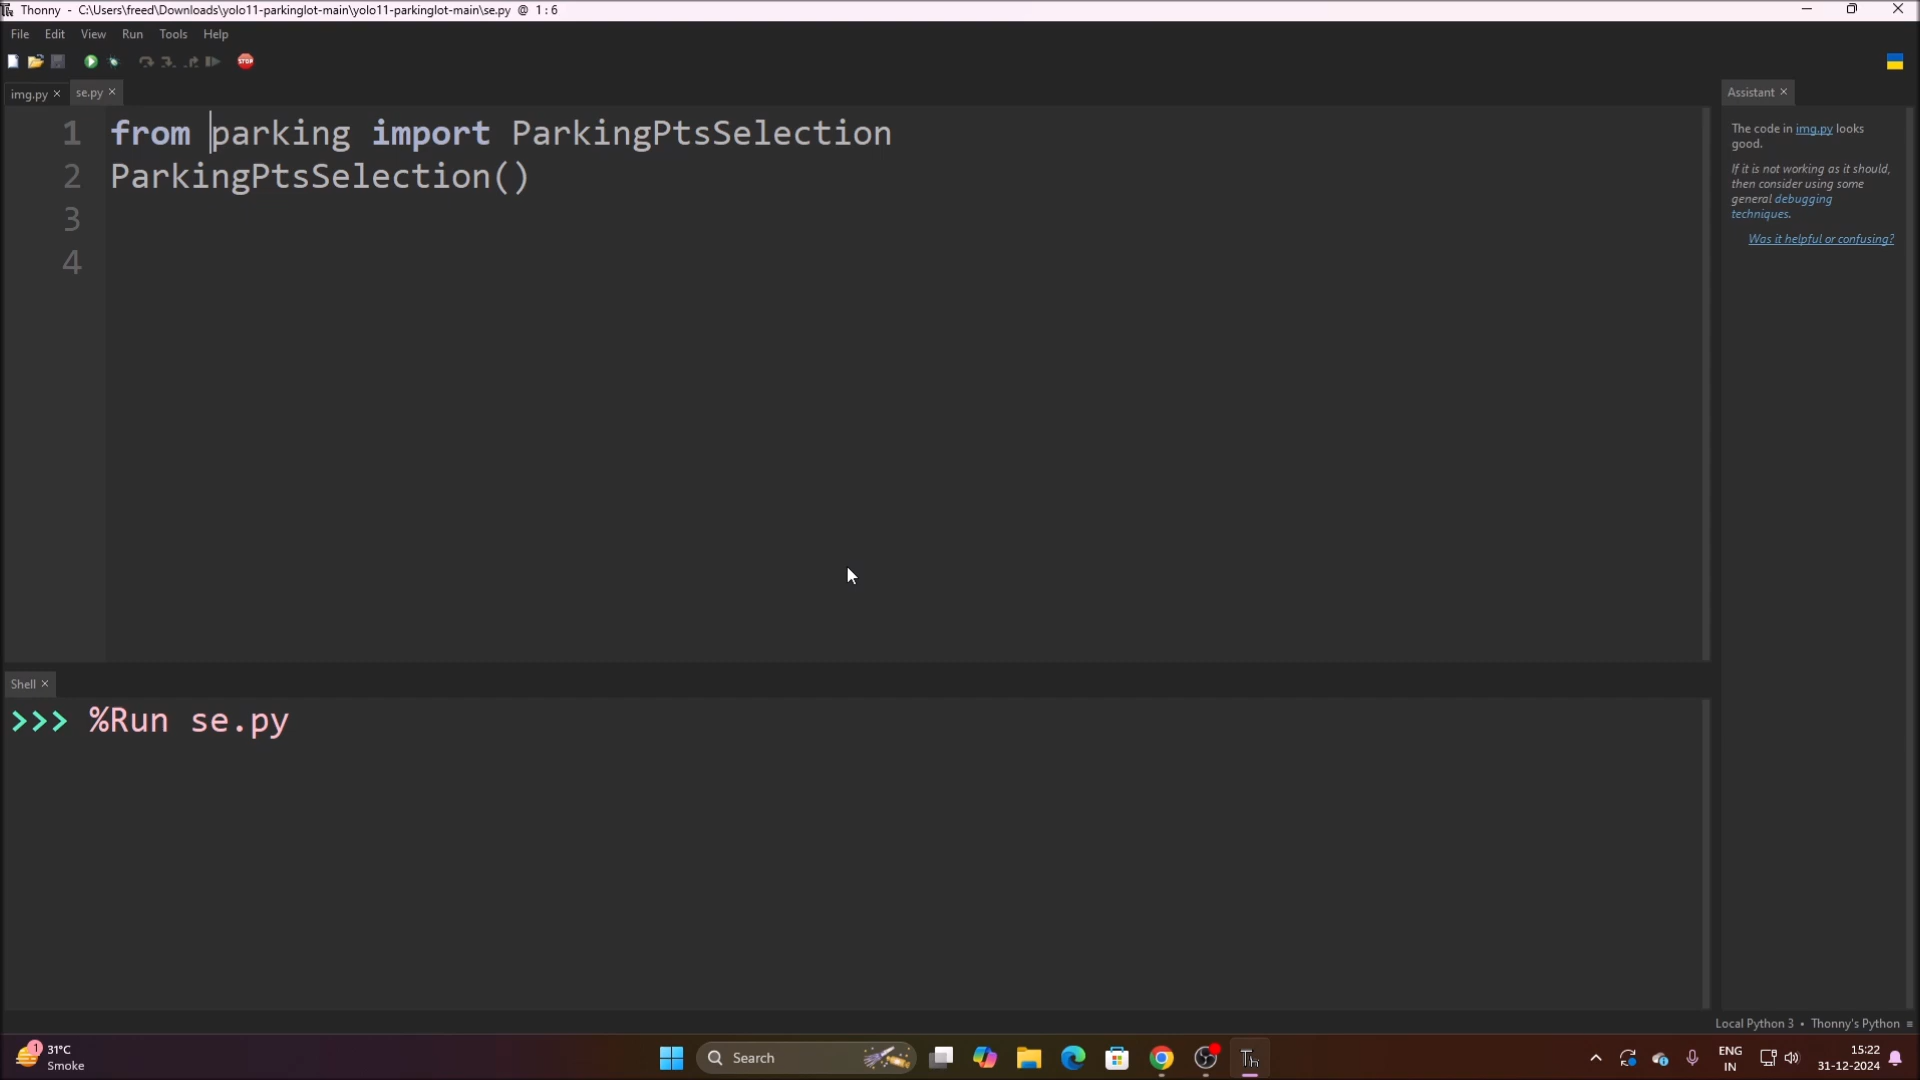 Thonny - C:\Users\freed\Downloads\yolo11-parkinglot-main\yolo11-parkinglot-main\se.py @ 1 : 6
File Edit View Run Tools Help
STOP
img.py × se.py ×
1 from parking import ParkingPtsSelection
2 ParkingPtsSelection()
3
4
Assistant ×
The code in img.py looks
good.
If it is not working as it should,
then consider using some
general debugging
techniques.
Was it helpful or confusing?
Shell ×
>>> %Run se.py
Local Python 3 • Thonny's Python ≡
1
31°C
Smoke
Search
Th
ENG
IN
15:22
31-12-2024